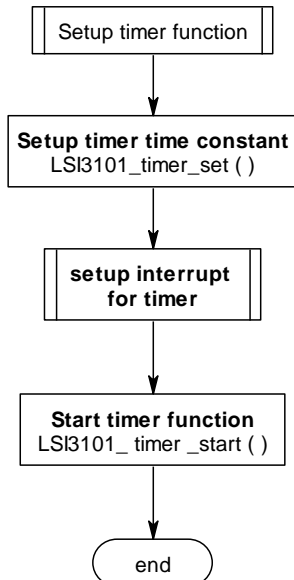 Setup timer function
Setup timer time constant
LSI3101_timer_set ( )
setup interrupt
for timer
Start timer function
LSI3101_ timer _start ( )
end